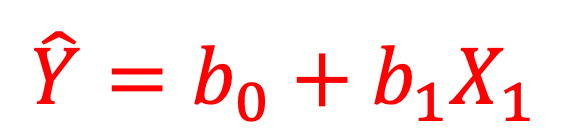 Ŷ = b₀ + b₁X₁